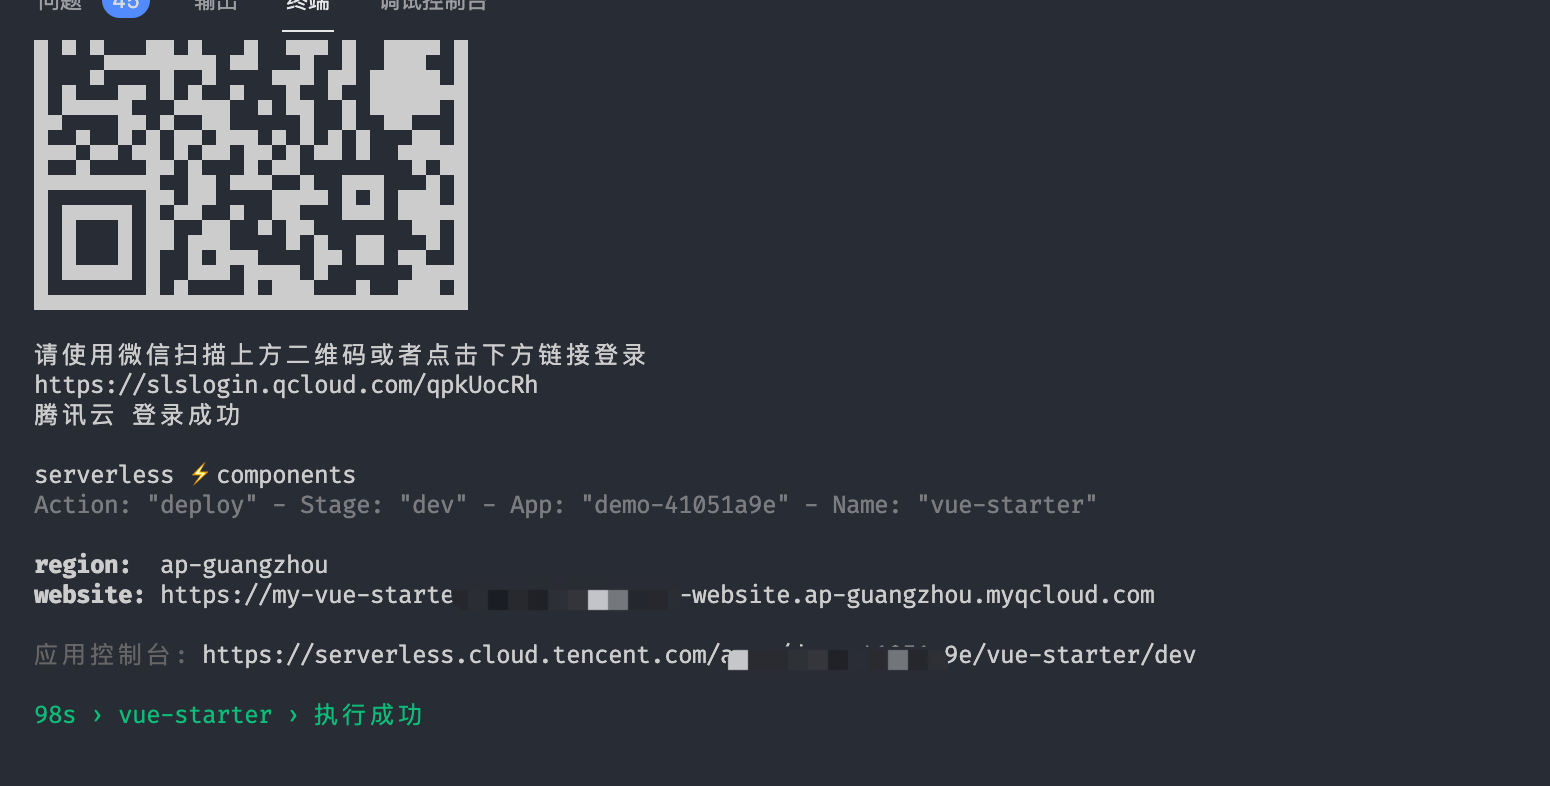 问题 45 输出 终端 调试控制台
请使用微信扫描上方二维码或者点击下方链接登录
https://slslogin.qcloud.com/qpkUocRh
腾讯云 登录成功
serverless ⚡components
Action: "deploy" - Stage: "dev" - App: "demo-41051a9e" - Name: "vue-starter"
region: ap-guangzhou
website: https://my-vue-starte -website.ap-guangzhou.myqcloud.com
应用控制台: https://serverless.cloud.tencent.com/a 9e/vue-starter/dev
98s › vue-starter › 执行成功